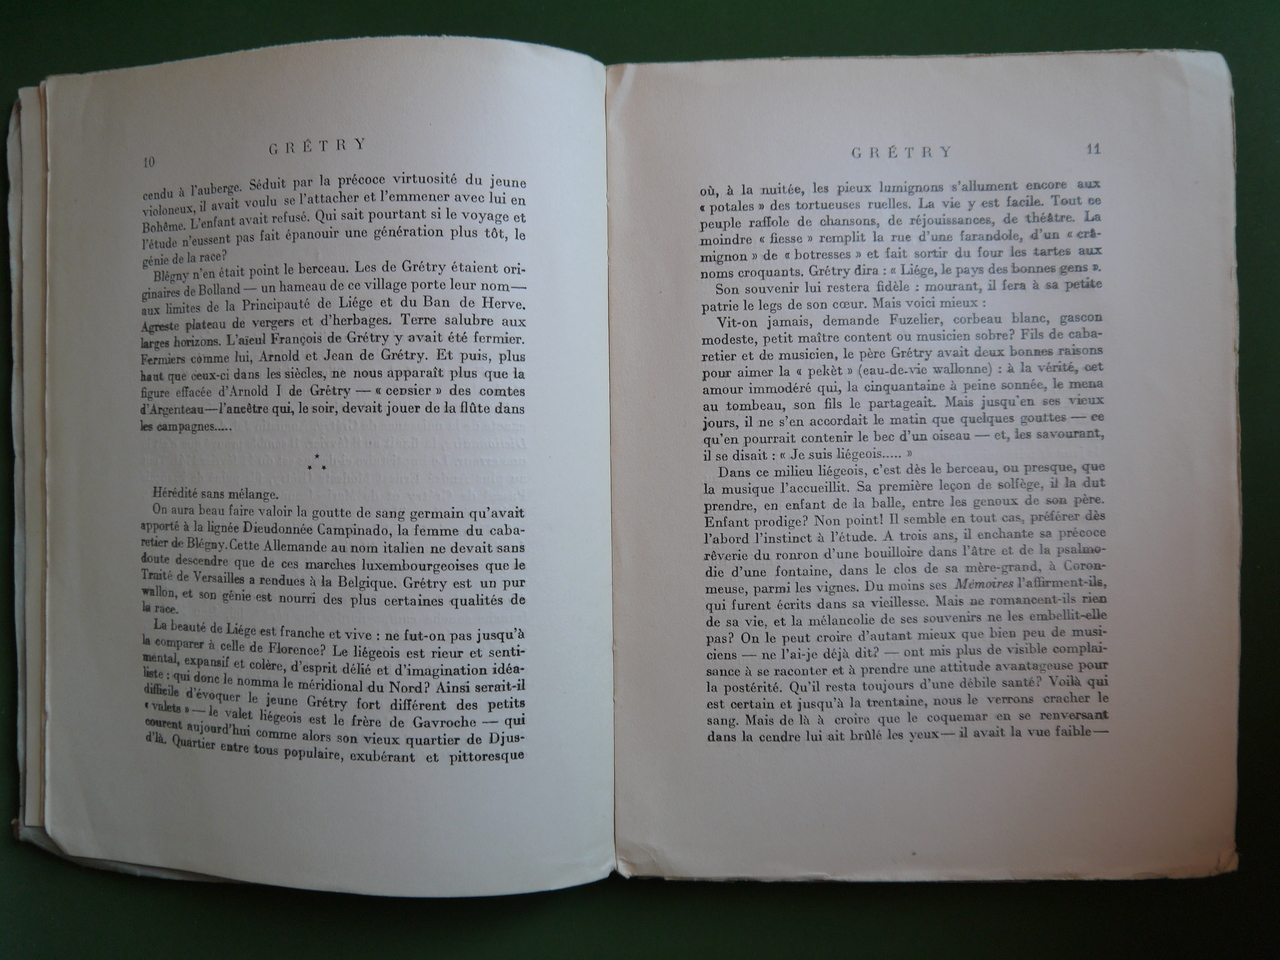 10
GRÉTRY
cendu à l'auberge. Séduit par la précoce virtuosité du jeune
violoneux, il avait voulu se l'attacher et l'emmener avec lui en
Bohême. L'enfant avait refusé. Qui sait pourtant si le voyage et
l'étude n'eussent pas fait épanouir une génération plus tôt, le
génie de la race?
Blégny n'en était point le berceau. Les de Grétry étaient ori-
ginaires de Bolland — un hameau de ce village porte leur nom—
aux limites de la Principauté de Liége et du Ban de Herve.
Agreste plateau de vergers et d'herbages. Terre salubre aux
larges horizons. L'aïeul François de Grétry y avait été fermier.
Fermiers comme lui, Arnold et Jean de Grétry. Et puis, plus
haut que ceux-ci dans les siècles, ne nous apparaît plus que la
figure effacée d'Arnold I de Grétry — « censier » des comtes
d'Argenteau—l'ancêtre qui, le soir, devait jouer de la flûte dans
les campagnes.....
Hérédité sans mélange.
On aura beau faire valoir la goutte de sang germain qu'avait
apporté à la lignée Dieudonnée Campinado, la femme du caba-
retier de Blégny. Cette Allemande au nom italien ne devait sans
doute descendre que de ces marches luxembourgeoises que le
Traité de Versailles a rendues à la Belgique. Grétry est un pur
wallon, et son génie est nourri des plus certaines qualités de
la race.
La beauté de Liége est franche et vive : ne fut-on pas jusqu'à
la comparer à celle de Florence? Le liégeois est rieur et senti-
mental, expansif et colère, d'esprit délié et d'imagination idéa-
liste : qui donc le nomma le méridional du Nord? Ainsi serait-il
difficile d'évoquer le jeune Grétry fort différent des petits
« valets » — le valet liégeois est le frère de Gavroche — qui
courent aujourd'hui comme alors son vieux quartier de Djus-
d'là. Quartier entre tous populaire, exubérant et pittoresque
GRÉTRY
11
où, à la nuitée, les pieux lumignons s'allument encore aux
« potales » des tortueuses ruelles. La vie y est facile. Tout ce
peuple raffole de chansons, de réjouissances, de théâtre. La
moindre « fiesse » remplit la rue d'une farandole, d'un « crâ-
mignon » de « botresses » et fait sortir du four les tartes aux
noms croquants. Grétry dira : « Liége, le pays des bonnes gens ».
Son souvenir lui restera fidèle : mourant, il fera à sa petite
patrie le legs de son cœur. Mais voici mieux :
Vit-on jamais, demande Fuzelier, corbeau blanc, gascon
modeste, petit maître content ou musicien sobre? Fils de caba-
retier et de musicien, le père Grétry avait deux bonnes raisons
pour aimer la « pekèt » (eau-de-vie wallonne) : à la vérité, cet
amour immodéré qui, la cinquantaine à peine sonnée, le mena
au tombeau, son fils le partageait. Mais jusqu'en ses vieux
jours, il ne s'en accordait le matin que quelques gouttes — ce
qu'en pourrait contenir le bec d'un oiseau — et, les savourant,
il se disait : « Je suis liégeois..... »
Dans ce milieu liégeois, c'est dès le berceau, ou presque, que
la musique l'accueillit. Sa première leçon de solfège, il la dut
prendre, en enfant de la balle, entre les genoux de son père.
Enfant prodige? Non point! Il semble en tout cas, préférer dès
l'abord l'instinct à l'étude. A trois ans, il enchante sa précoce
rêverie du ronron d'une bouilloire dans l'âtre et de la psalmo-
die d'une fontaine, dans le clos de sa mère-grand, à Coron-
meuse, parmi les vignes. Du moins ses Mémoires l'affirment-ils,
qui furent écrits dans sa vieillesse. Mais ne romancent-ils rien
de sa vie, et la mélancolie de ses souvenirs ne les embellit-elle
pas? On le peut croire d'autant mieux que bien peu de musi-
ciens — ne l'ai-je déjà dit? — ont mis plus de visible complai-
sance à se raconter et à prendre une attitude avantageuse pour
la postérité. Qu'il resta toujours d'une débile santé? Voilà qui
est certain et jusqu'à la trentaine, nous le verrons cracher le
sang. Mais de là à croire que le coquemar en se renversant
dans la cendre lui ait brûlé les yeux— il avait la vue faible—